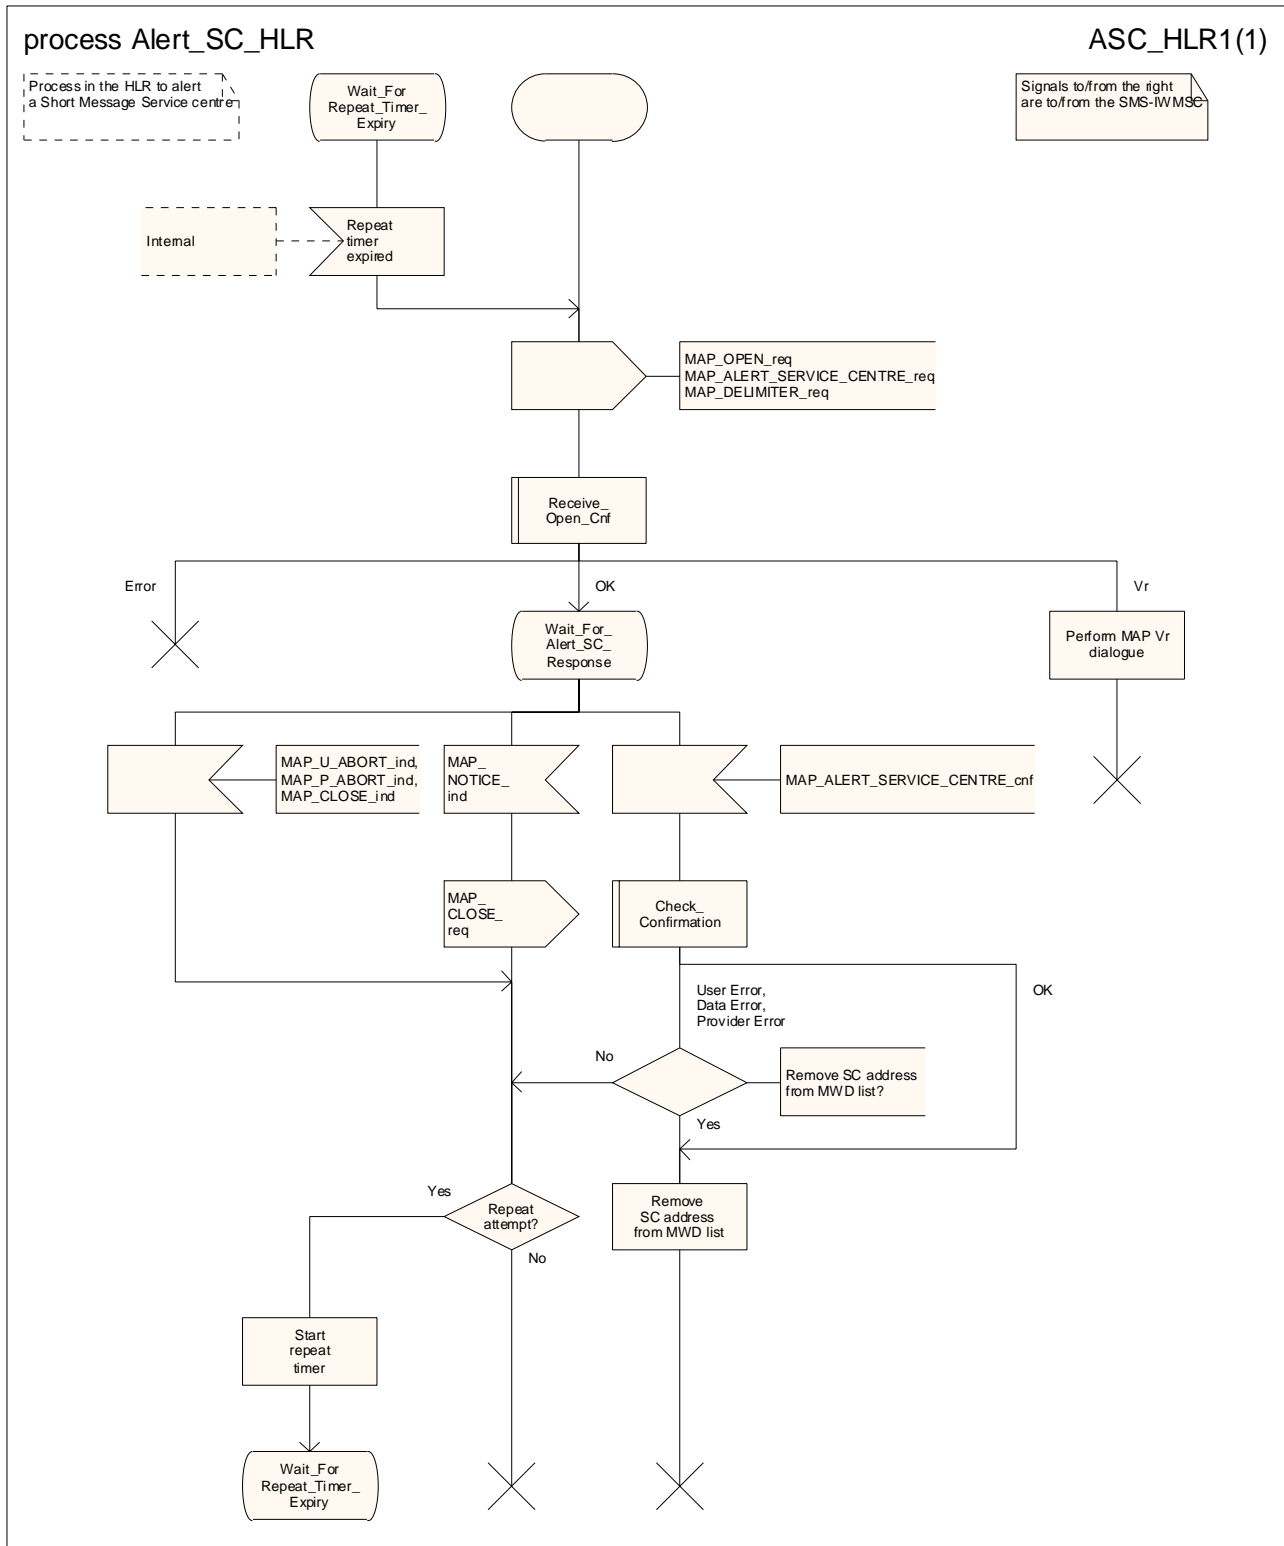 process Alert_SC_HLR
ASC_HLR1(1)
Process in the HLR to alert
a Short Message Service centre
Wait_For
Repeat_Timer_
Expiry
Signals to/from the right
are to/from the SMS-IWMSC
Internal
Repeat
timer
expired
MAP_OPEN_req
MAP_ALERT_SERVICE_CENTRE_req
MAP_DELIMITER_req
Receive_
Open_Cnf
Error
OK
Vr
Wait_For_
Alert_SC_
Response
Perform MAP Vr
dialogue
MAP_U_ABORT_ind,
MAP_P_ABORT_ind,
MAP_CLOSE_ind
MAP_
NOTICE_
ind
MAP_ALERT_SERVICE_CENTRE_cnf
MAP_
CLOSE_
req
Check_
Confirmation
User Error,
Data Error,
Provider Error
OK
No
Remove SC address
from MWD list?
Yes
Yes
Repeat
attempt?
No
Remove
SC address
from MWD list
Start
repeat
timer
Wait_For
Repeat_Timer_
Expiry